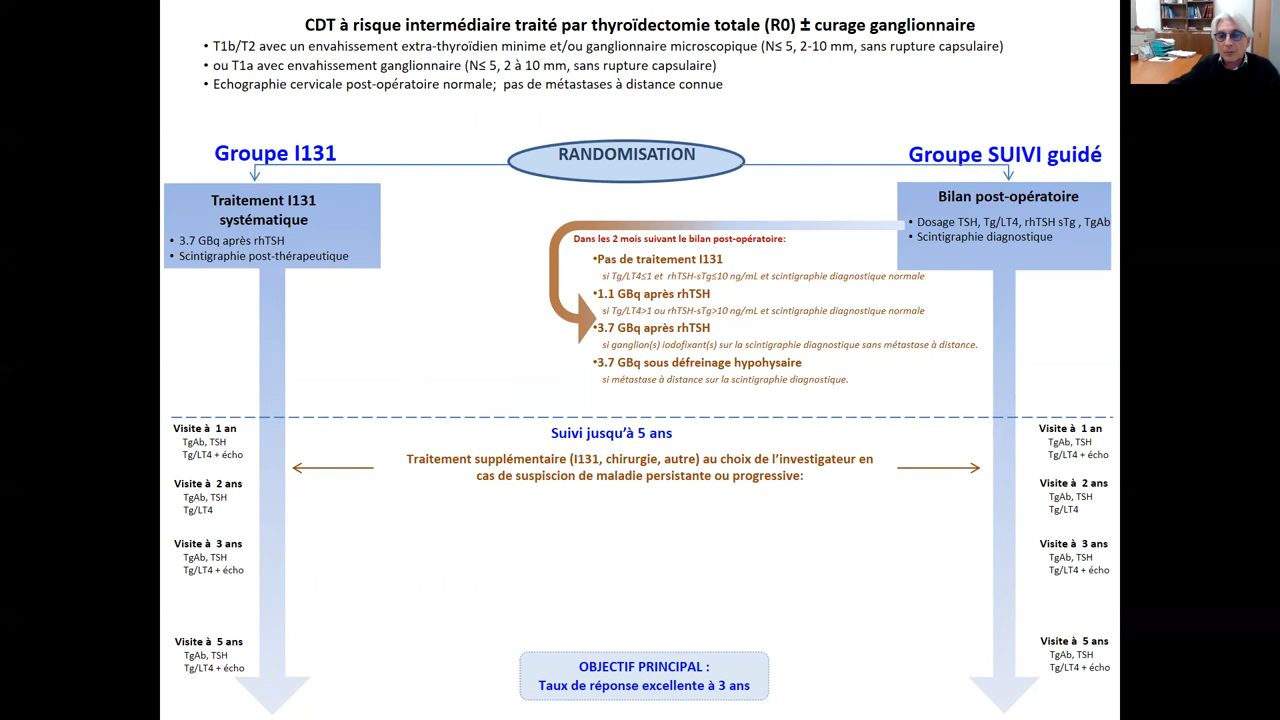 CDT à risque intermédiaire traité par thyroïdectomie totale (R0) ± curage ganglionnaire
• T1b/T2 avec un envahissement extra-thyroïdien minime et/ou ganglionnaire microscopique (N≤ 5, 2-10 mm, sans rupture capsulaire)
• ou T1a avec envahissement ganglionnaire (N≤ 5, 2 à 10 mm, sans rupture capsulaire)
• Echographie cervicale post-opératoire normale; pas de métastases à distance connue
Groupe I131
RANDOMISATION
Groupe SUIVI guidé
Traitement I131
systématique
• 3.7 GBq après rhTSH
• Scintigraphie post-thérapeutique
Bilan post-opératoire
• Dosage TSH, Tg/LT4, rhTSH sTg , TgAb
• Scintigraphie diagnostique
Dans les 2 mois suivant le bilan post-opératoire:
•Pas de traitement I131
si Tg/LT4≤1 et rhTSH-sTg≤10 ng/mL et scintigraphie diagnostique normale
•1.1 GBq après rhTSH
si Tg/LT4>1 ou rhTSH-sTg>10 ng/mL et scintigraphie diagnostique normale
•3.7 GBq après rhTSH
si ganglion(s) iodofixant(s) sur la scintigraphie diagnostique sans métastase à distance.
•3.7 GBq sous défreinage hypohysaire
si métastase à distance sur la scintigraphie diagnostique.
Suivi jusqu'à 5 ans
Traitement supplémentaire (I131, chirurgie, autre) au choix de l'investigateur en
cas de suspiscion de maladie persistante ou progressive:
Visite à 1 an
TgAb, TSH
Tg/LT4 + écho
Visite à 2 ans
TgAb, TSH
Tg/LT4
Visite à 3 ans
TgAb, TSH
Tg/LT4 + écho
Visite à 5 ans
TgAb, TSH
Tg/LT4 + écho
Visite à 1 an
TgAb, TSH
Tg/LT4 + écho
Visite à 2 ans
TgAb, TSH
Tg/LT4
Visite à 3 ans
TgAb, TSH
Tg/LT4 + écho
Visite à 5 ans
TgAb, TSH
Tg/LT4 + écho
OBJECTIF PRINCIPAL :
Taux de réponse excellente à 3 ans